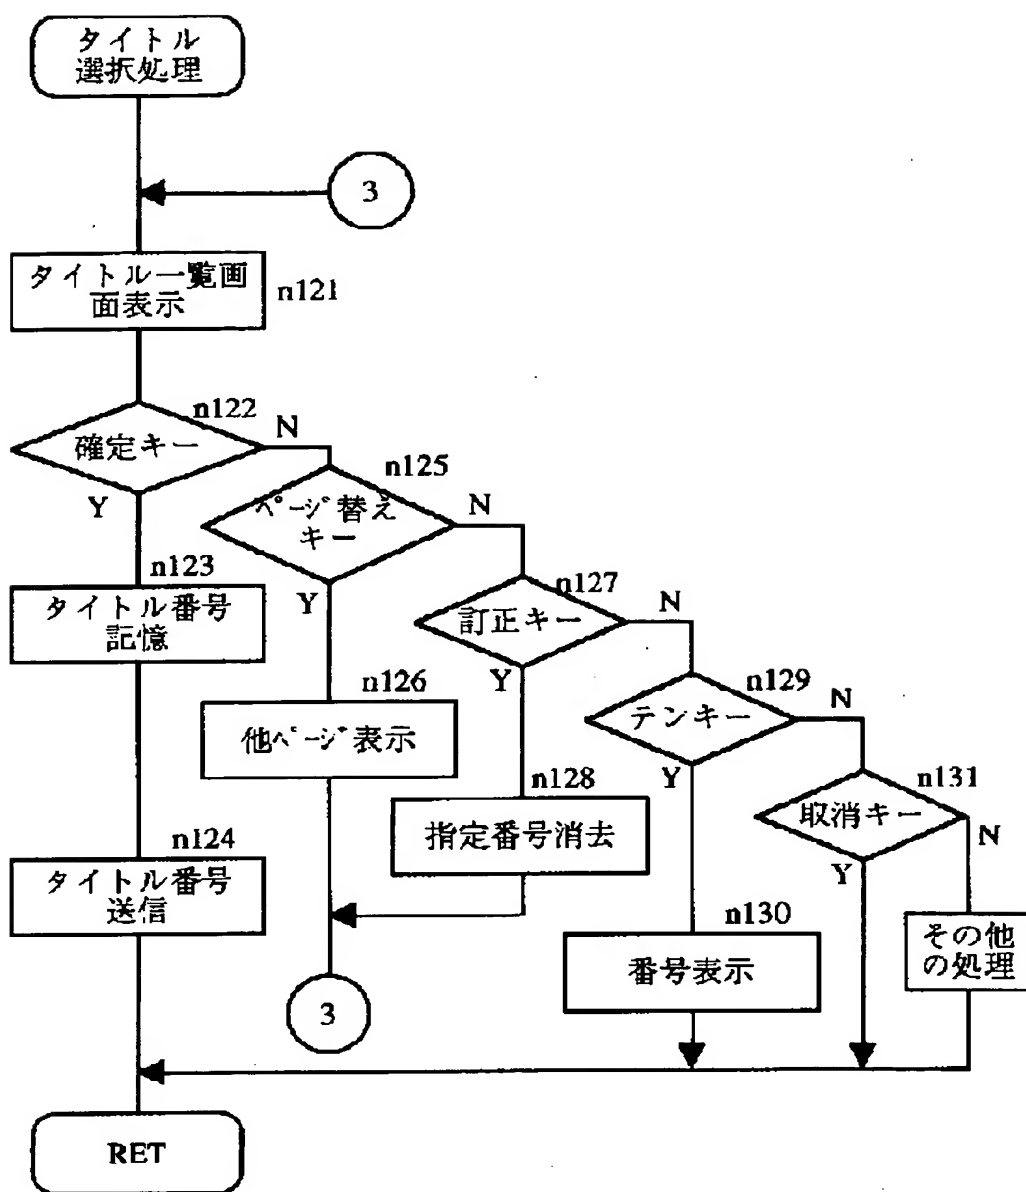 タイトル
選択処理
3
タイトル一覧画
面表示
n121
n122
確定キー
N
Y
n125
ページ替え
キー
N
Y
n123
タイトル番号
記憶
n127
訂正キー
N
Y
n126
他ページ表示
n129
テンキー
N
Y
n128
指定番号消去
n131
取消キー
N
Y
n124
タイトル番号
送信
n130
番号表示
その他
の処理
3
RET